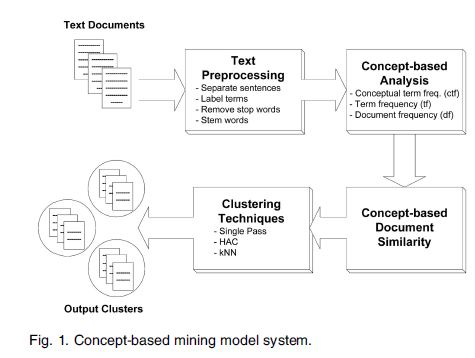 Text Documents
Text
Preprocessing
- Separate sentences
- Label terms
- Remove stop words
- Stem words
Concept-based
Analysis
- Conceptual term freq. (ctf)
- Term frequency (tf)
- Document frequency (df)
Clustering
Techniques
- Single Pass
- HAC
- kNN
Concept-based
Document
Similarity
Output Clusters
Fig. 1. Concept-based mining model system.